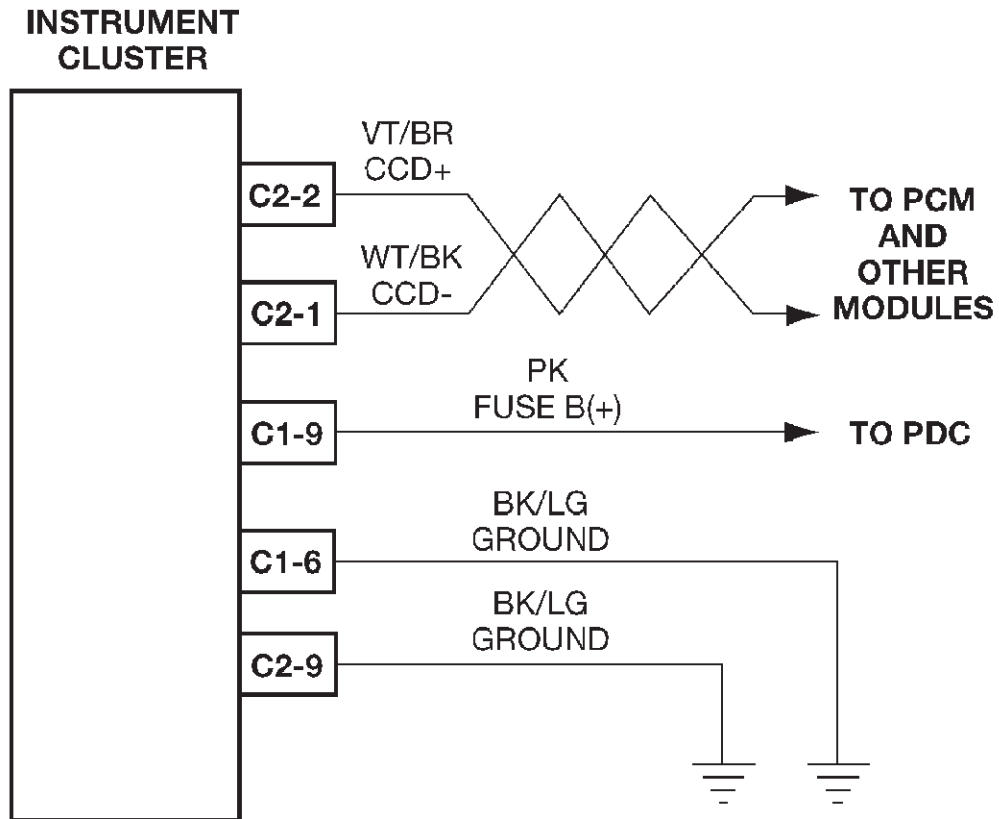 INSTRUMENT
CLUSTER
VT/BR
CCD+
C2-2
WT/BK
CCD-
C2-1
TO PCM
AND
OTHER
MODULES
PK
FUSE B(+)
C1-9
TO PDC
BK/LG
GROUND
C1-6
BK/LG
GROUND
C2-9